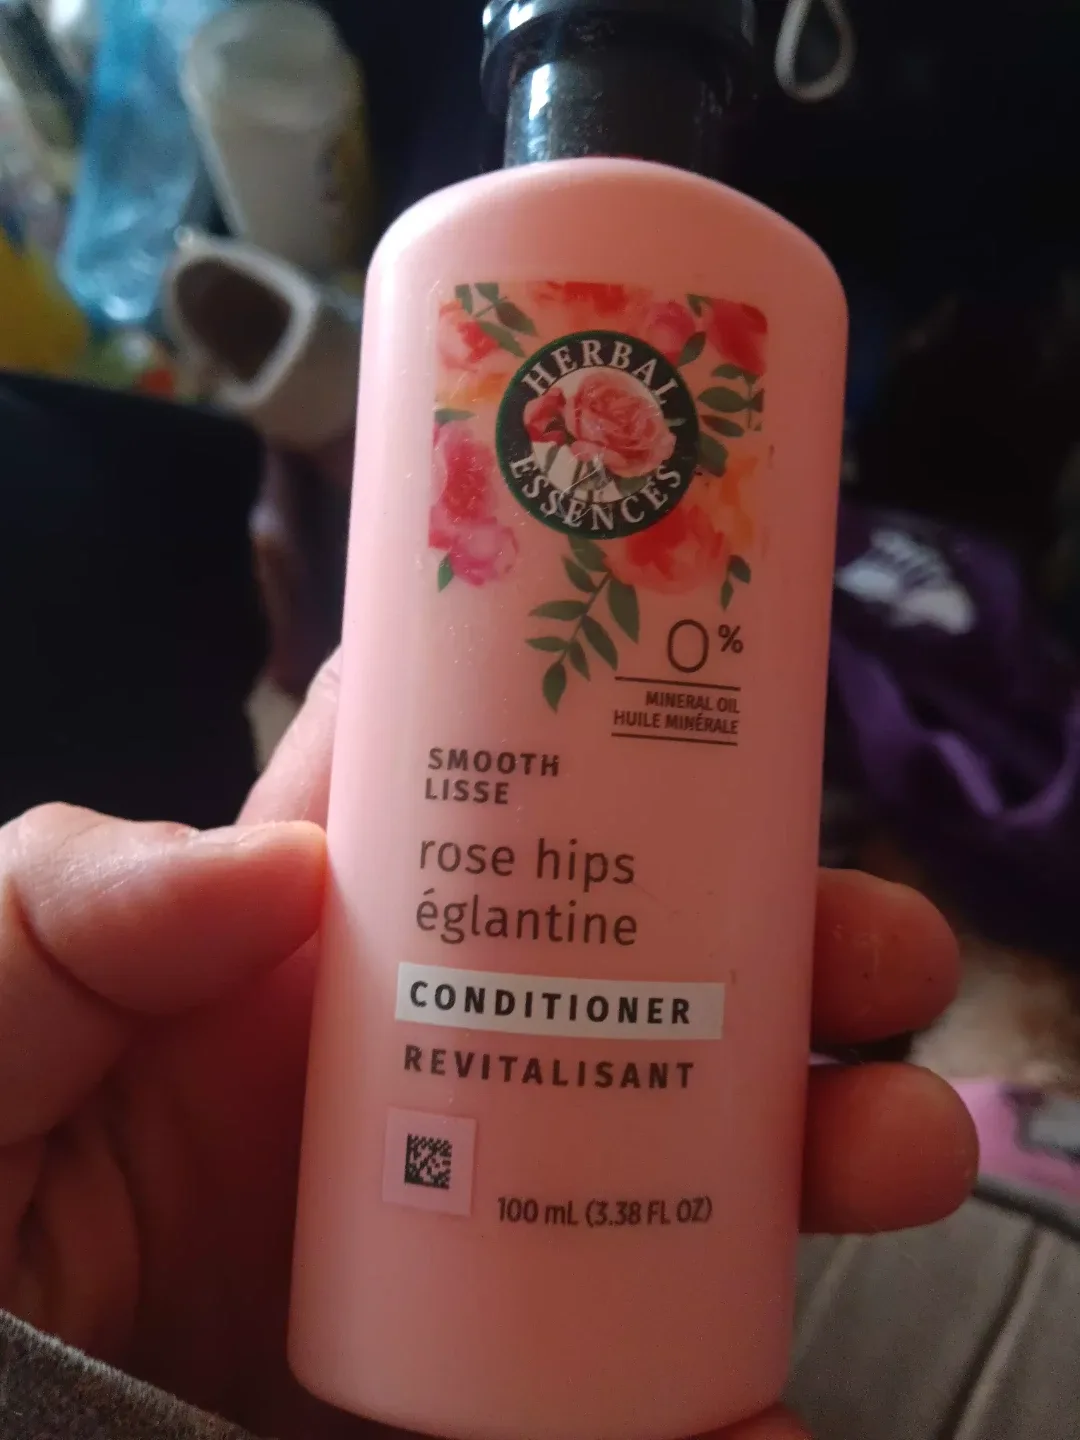 HERBAL
ESSENCES
0%
MINERAL OIL
HUILE MINÉRALE
SMOOTH
LISSE
rose hips
églantine
CONDITIONER
REVITALISANT
100 mL (3.38 FL OZ)